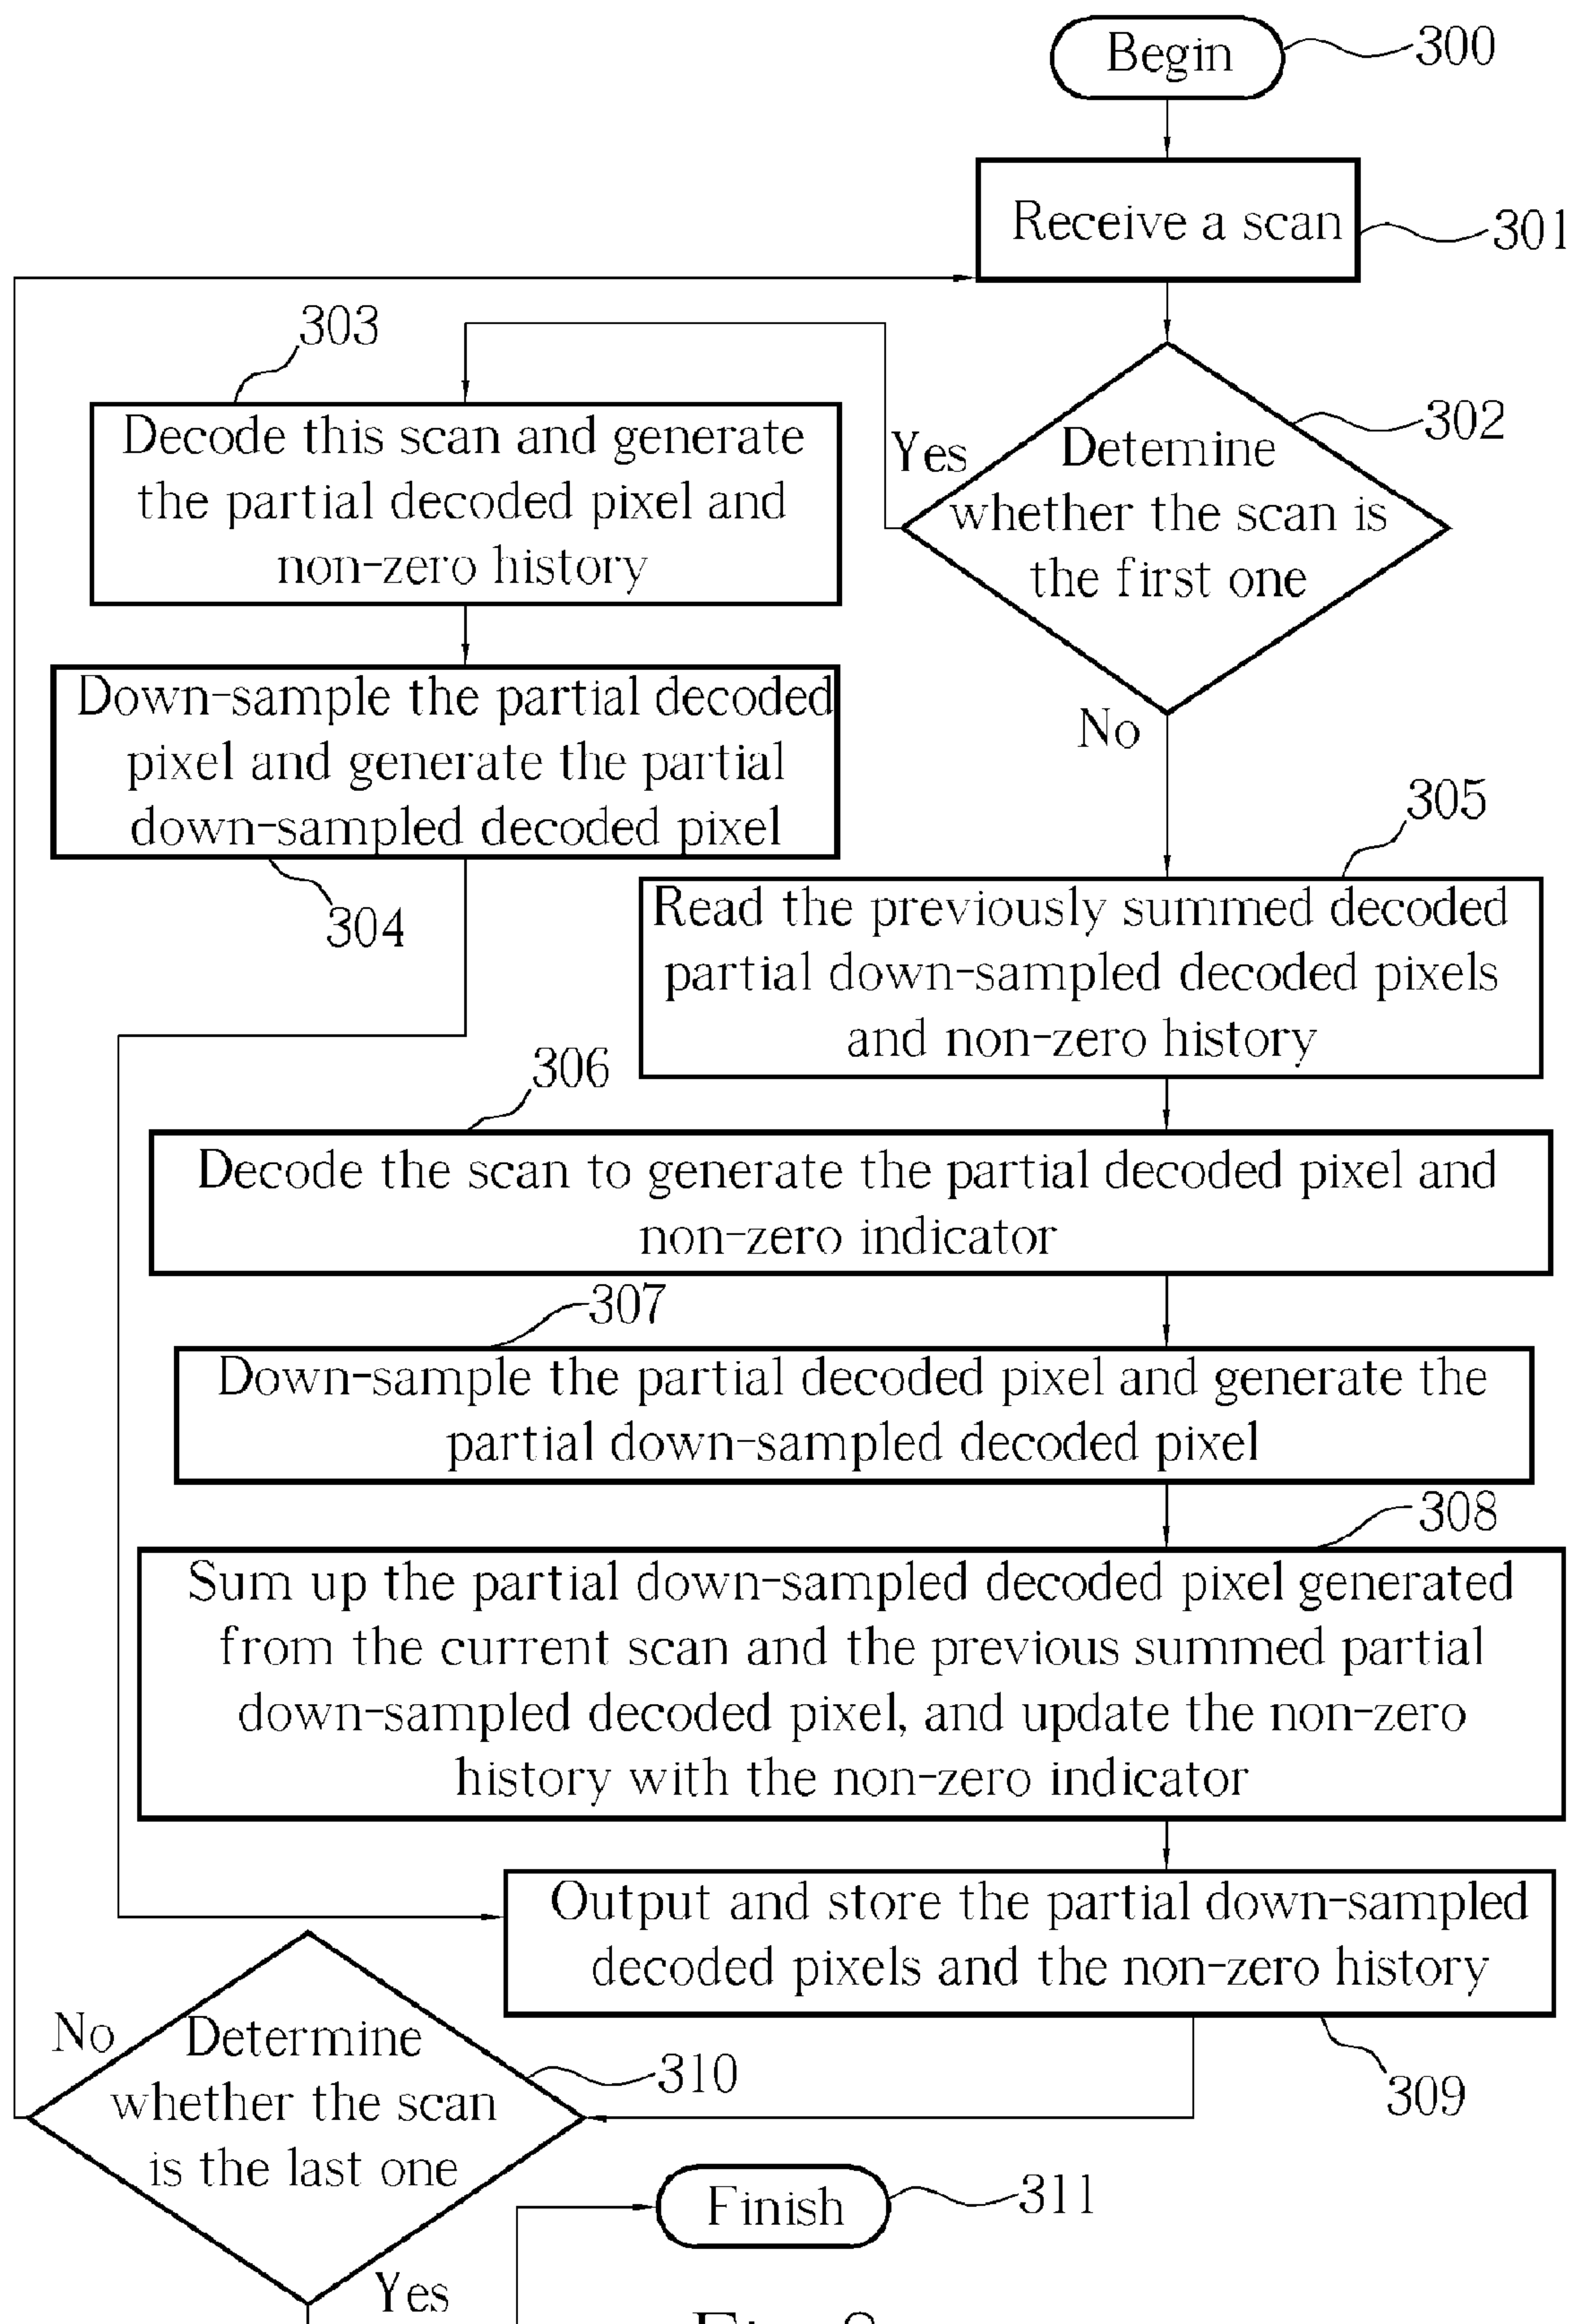 Begin
300
Receive a scan
301
303
302
Decode this scan and generate
the partial decoded pixel and
non-zero history
Yes
Detemine
whether the scan is
the first one
No
Down-sample the partial decoded
pixel and generate the partial
down-sampled decoded pixel
304
305
Read the previously summed decoded
partial down-sampled decoded pixels
and non-zero history
306
Decode the scan to generate the partial decoded pixel and
non-zero indicator
307
Down-sample the partial decoded pixel and generate the
partial down-sampled decoded pixel
308
Sum up the partial down-sampled decoded pixel generated
from the current scan and the previous summed partial
down-sampled decoded pixel, and update the non-zero
history with the non-zero indicator
Output and store the partial down-sampled
decoded pixels and the non-zero history
309
No
Determine
whether the scan
is the last one
310
Yes
Finish
311